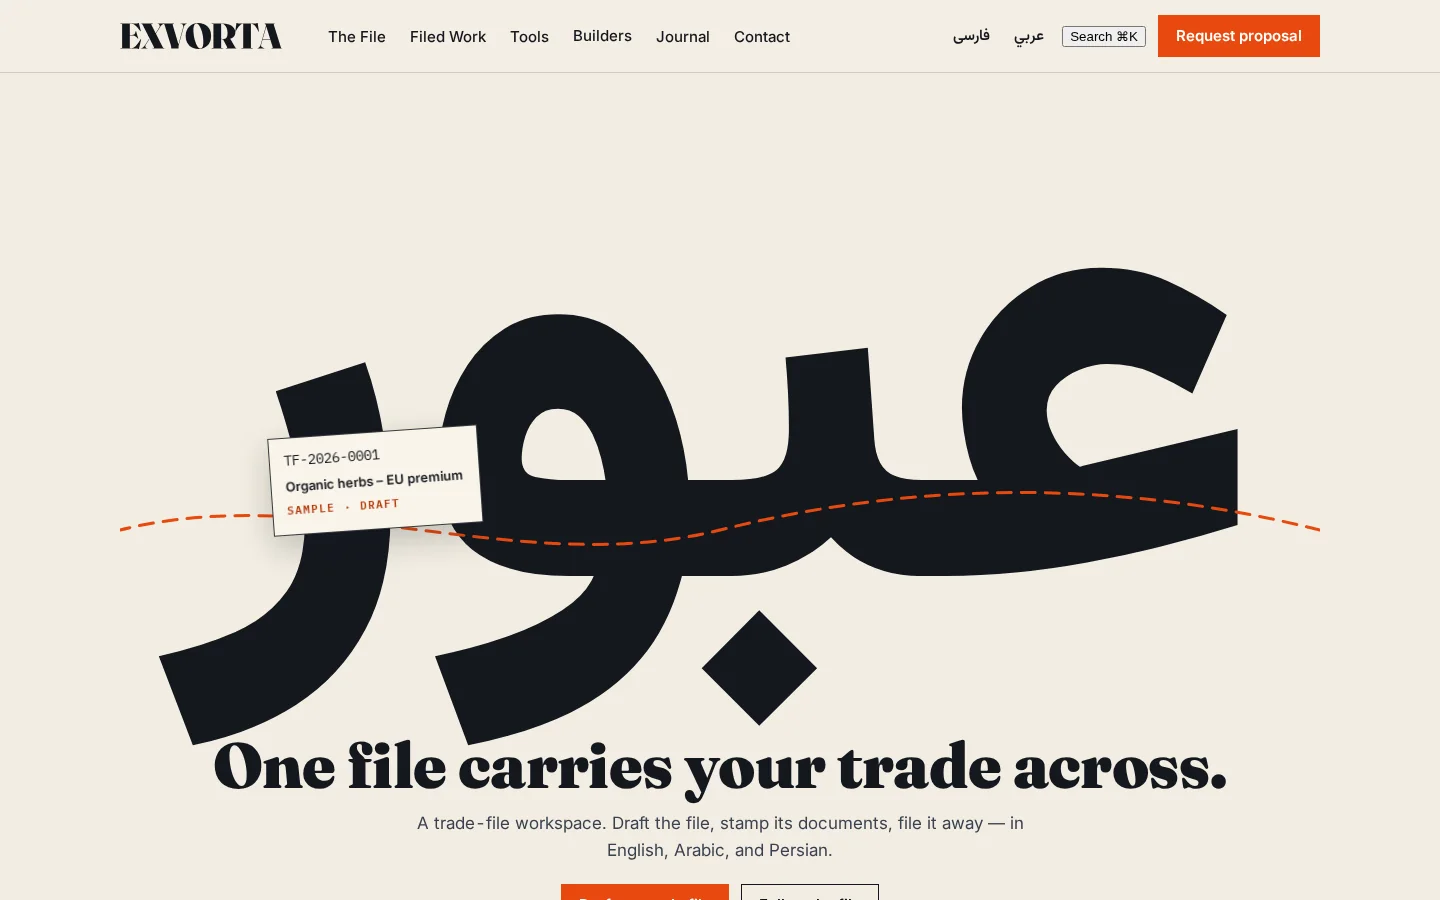 EXVORTA
The File
Filed Work
Tools
Builders
Journal
Contact
فارسی
عربي
Search ⌘K
Request proposal
عبور
TF-2026-0001
Organic herbs – EU premium
SAMPLE · DRAFT
One file carries your trade across.
A trade-file workspace. Draft the file, stamp its documents, file it away — in
English, Arabic, and Persian.